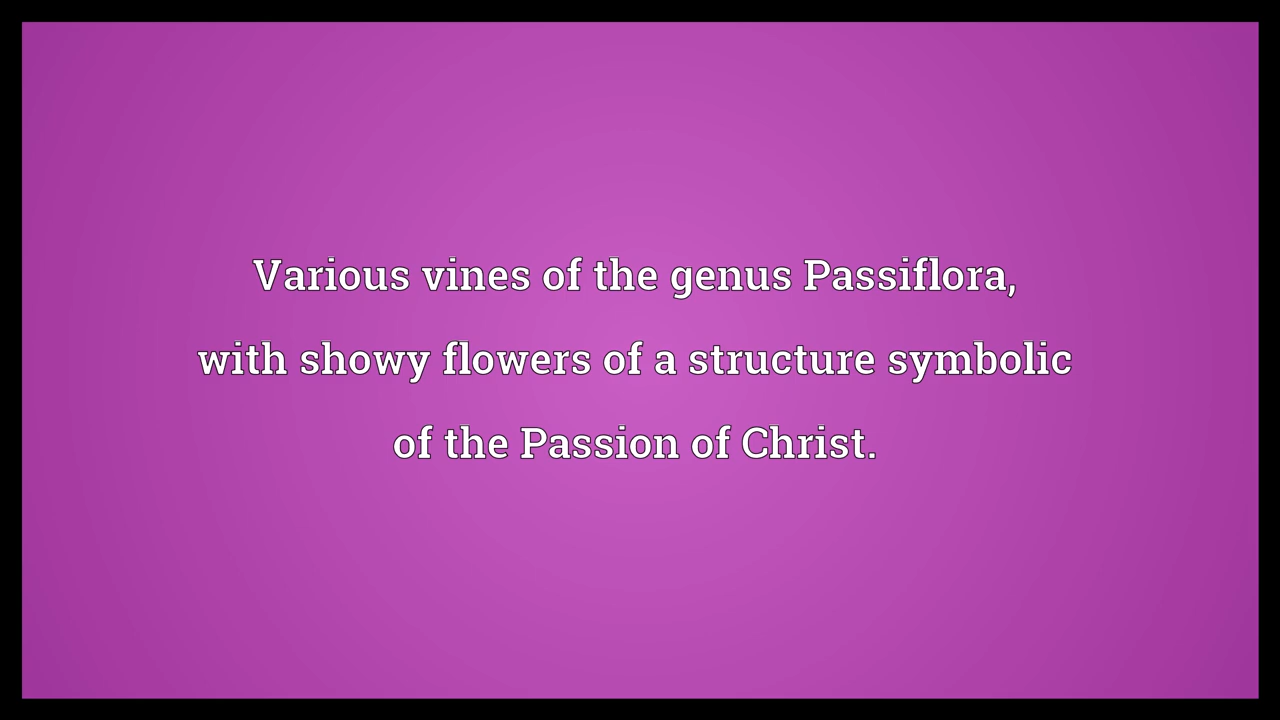 Various vines of the genus Passiflora,
with showy flowers of a structure symbolic
of the Passion of Christ.